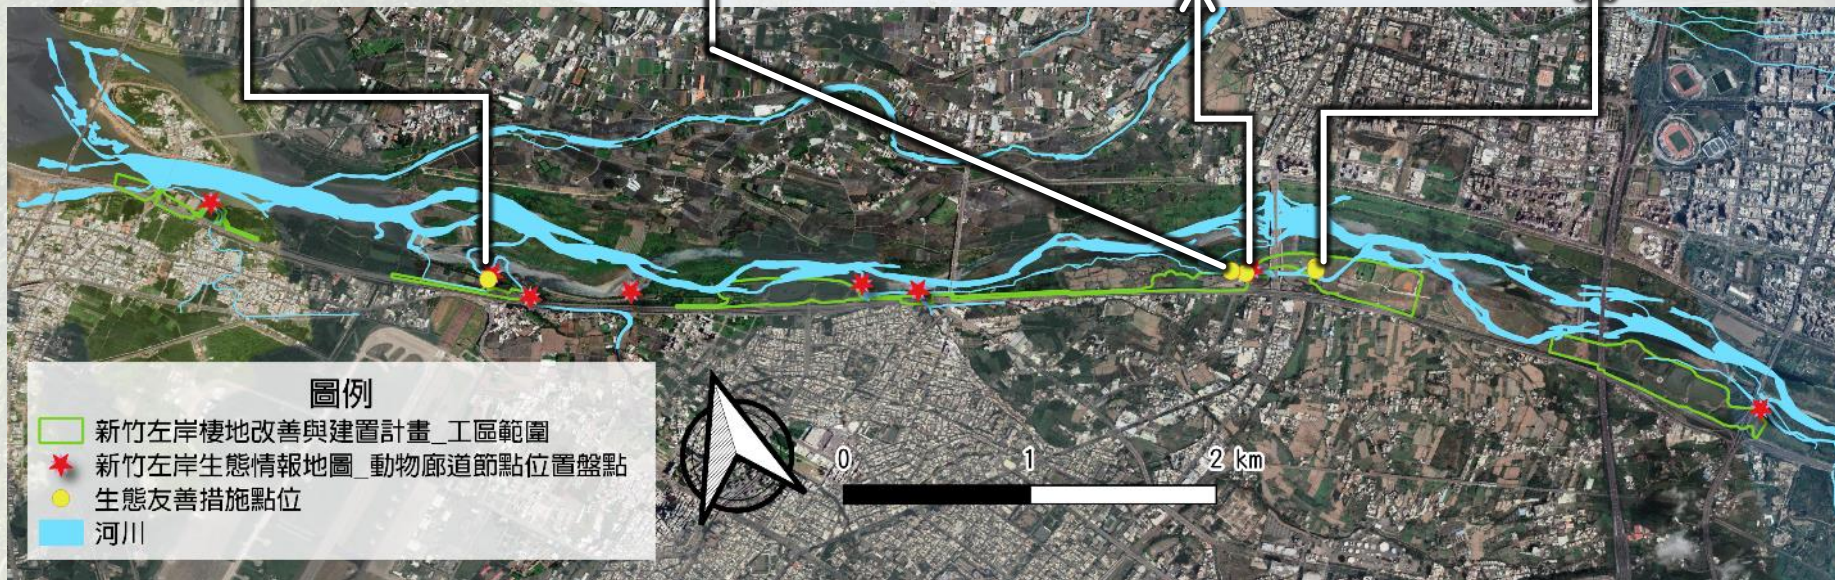 圖例
新竹左岸棲地改善與建置計畫_工區範圍
新竹左岸生態情報地圖_動物廊道節點位置盤點
生態友善措施點位
河川
0 1 2 km